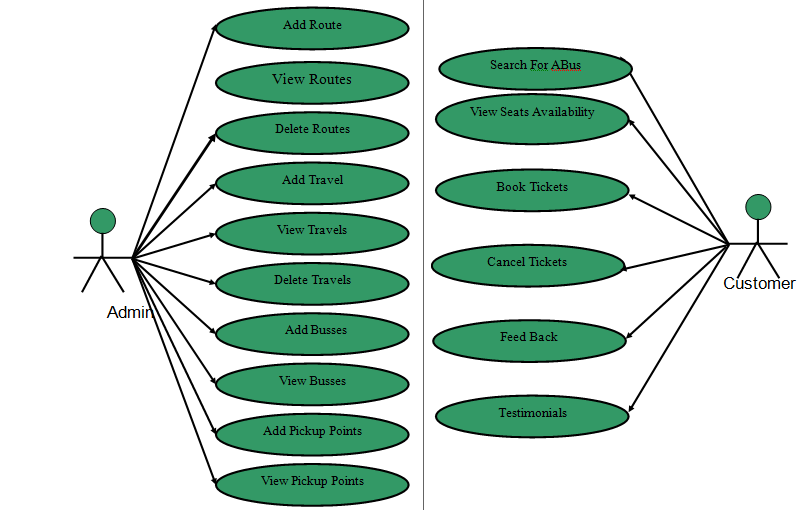 Add Route
View Routes
Delete Routes
Add Travel
View Travels
Delete Travels
Add Busses
View Busses
Add Pickup Points
View Pickup Points
Admin
Search For ABus
View Seats Availability
Book Tickets
Cancel Tickets
Feed Back
Testimonials
Customer